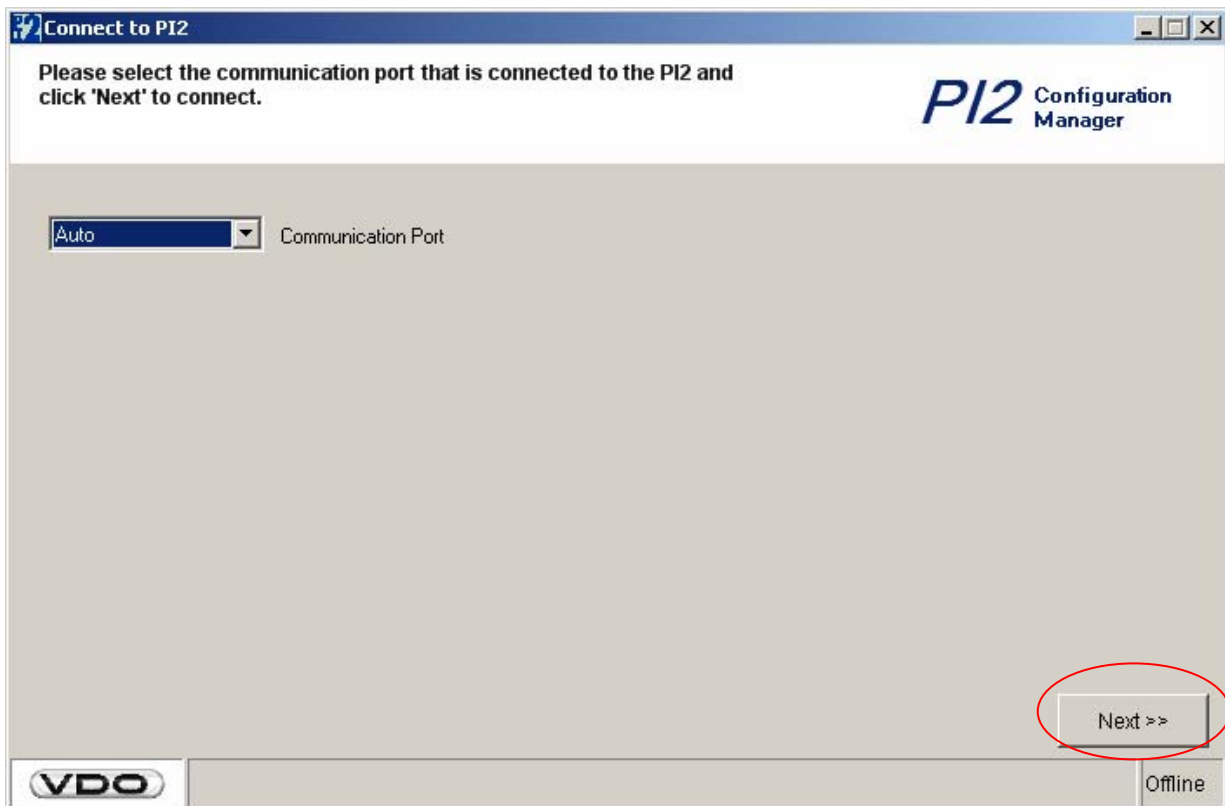 Connect to PI2
Please select the communication port that is connected to the PI2 and
click 'Next' to connect.
PI2 Configuration
Manager
Auto
Communication Port
Next >>
VDO
Offline